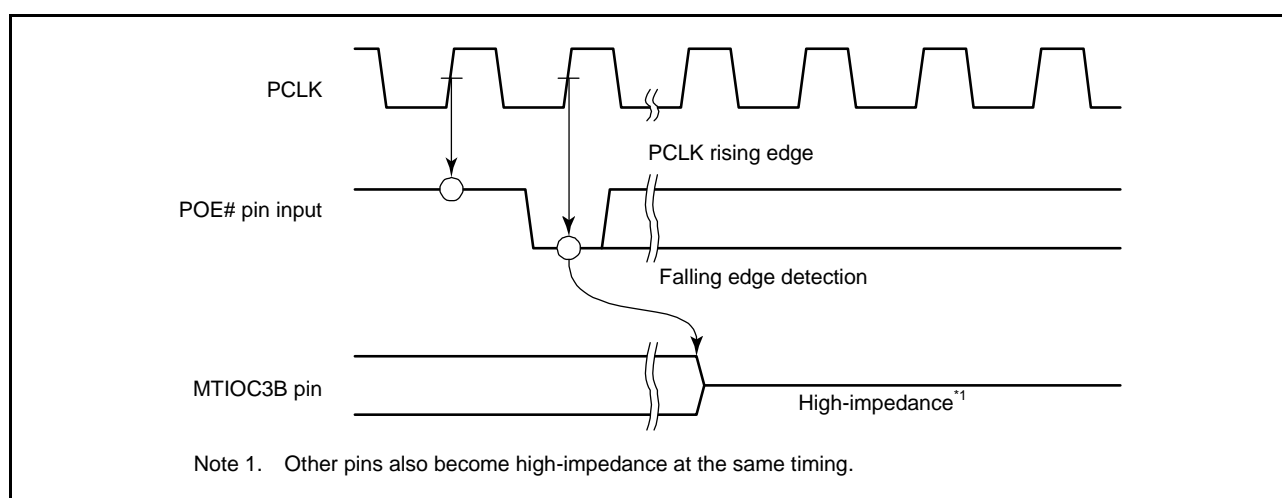 PCLK
PCLK rising edge
POE# pin input
Falling edge detection
MTIOC3B pin
High-impedance*1
Note 1. Other pins also become high-impedance at the same timing.